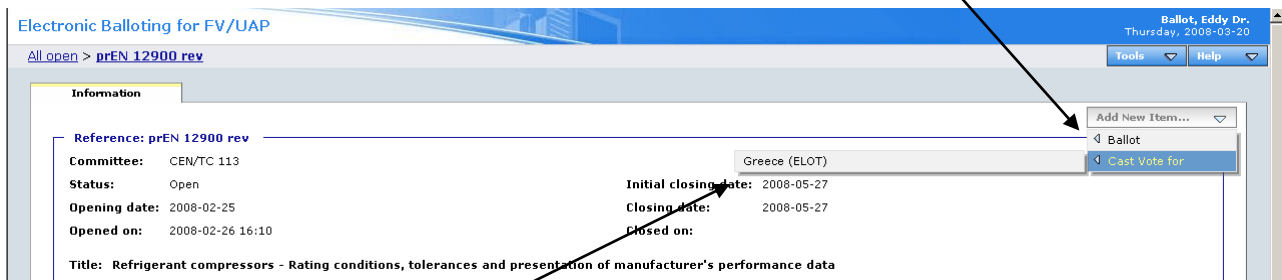 Electronic Balloting for FV/UAP
Ballot, Eddy Dr.
Thursday, 2008-03-20
All open > prEN 12900 rev
Tools Help
Information
Add New Item...
Ballot
Cast Vote for
Greece (ELOT)
Reference: prEN 12900 rev
Committee: CEN/TC 113
Status: Open Initial closing date: 2008-05-27
Opening date: 2008-02-25 Closing date: 2008-05-27
Opened on: 2008-02-26 16:10 Closed on:
Title: Refrigerant compressors - Rating conditions, tolerances and presentation of manufacturer's performance data